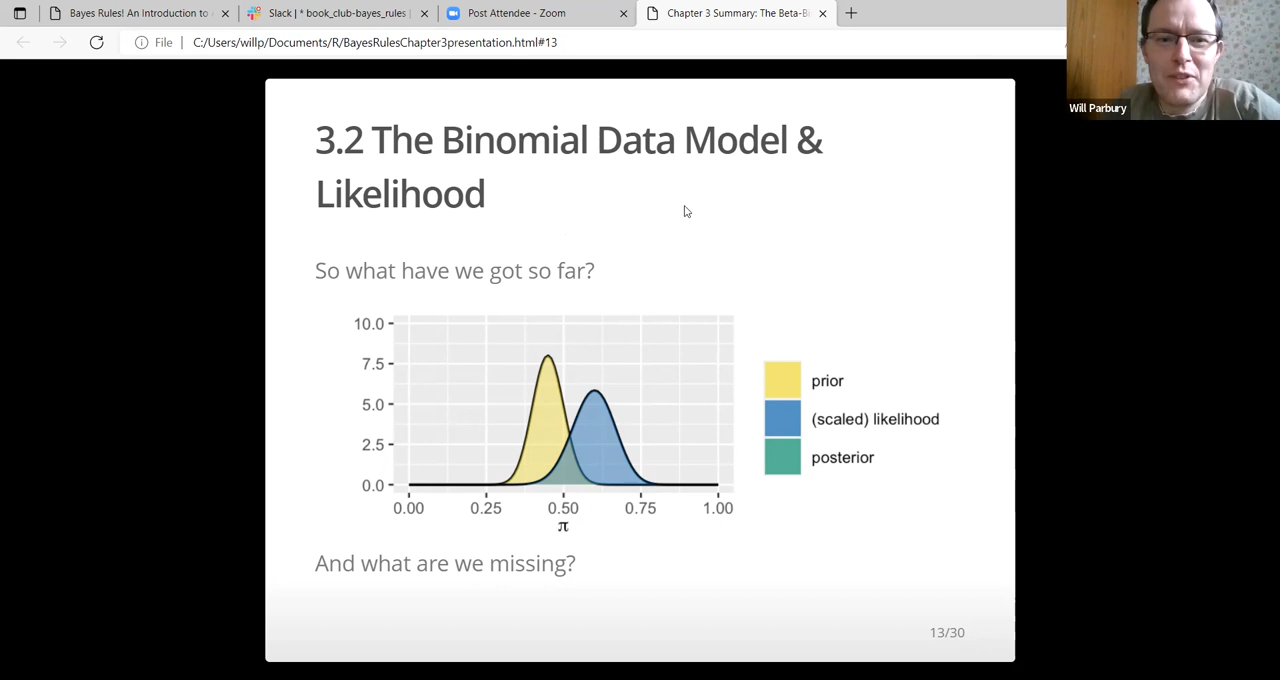 Bayes Rules! An Introduction to
Slack | * book_club-bayes_rules |
Post Attendee - Zoom
Chapter 3 Summary: The Beta-Bi
File
C:/Users/willp/Documents/R/BayesRulesChapter3presentation.html#13
Will Parbury
3.2 The Binomial Data Model &
Likelihood
So what have we got so far?
10.0
7.5
5.0
2.5
0.0
0.00 0.25 0.50 0.75 1.00
π
prior
(scaled) likelihood
posterior
And what are we missing?
13/30